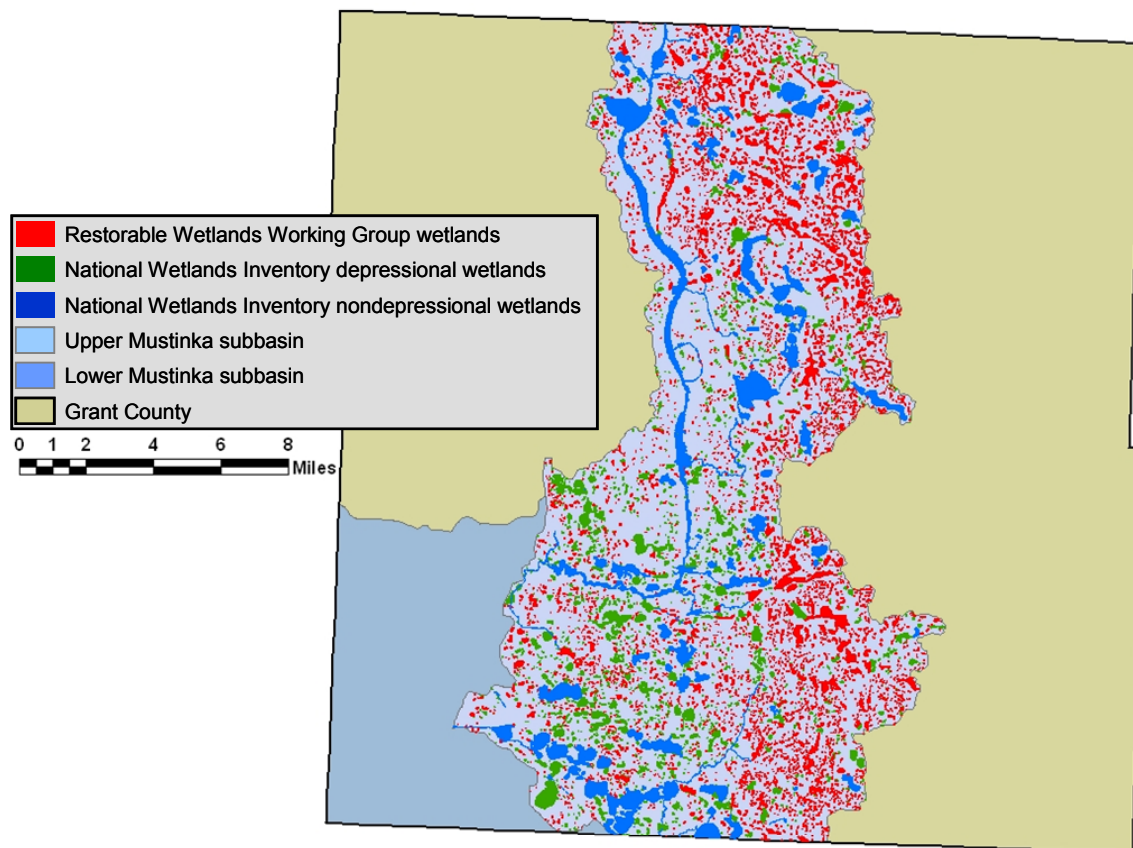 Restorable Wetlands Working Group wetlands
National Wetlands Inventory depressional wetlands
National Wetlands Inventory nondepressional wetlands
Upper Mustinka subbasin
Lower Mustinka subbasin
Grant County
0 1 2 4 6 8
Miles